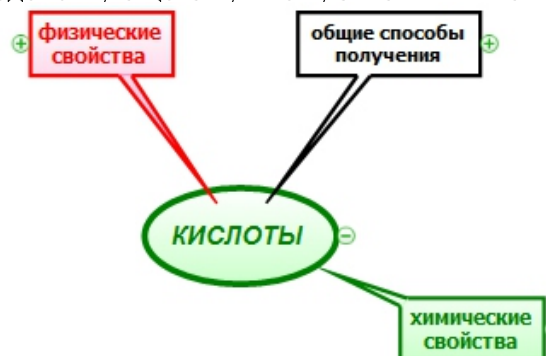 физические
свойства
общие способы
получения
КИСЛОТЫ
химические
свойства